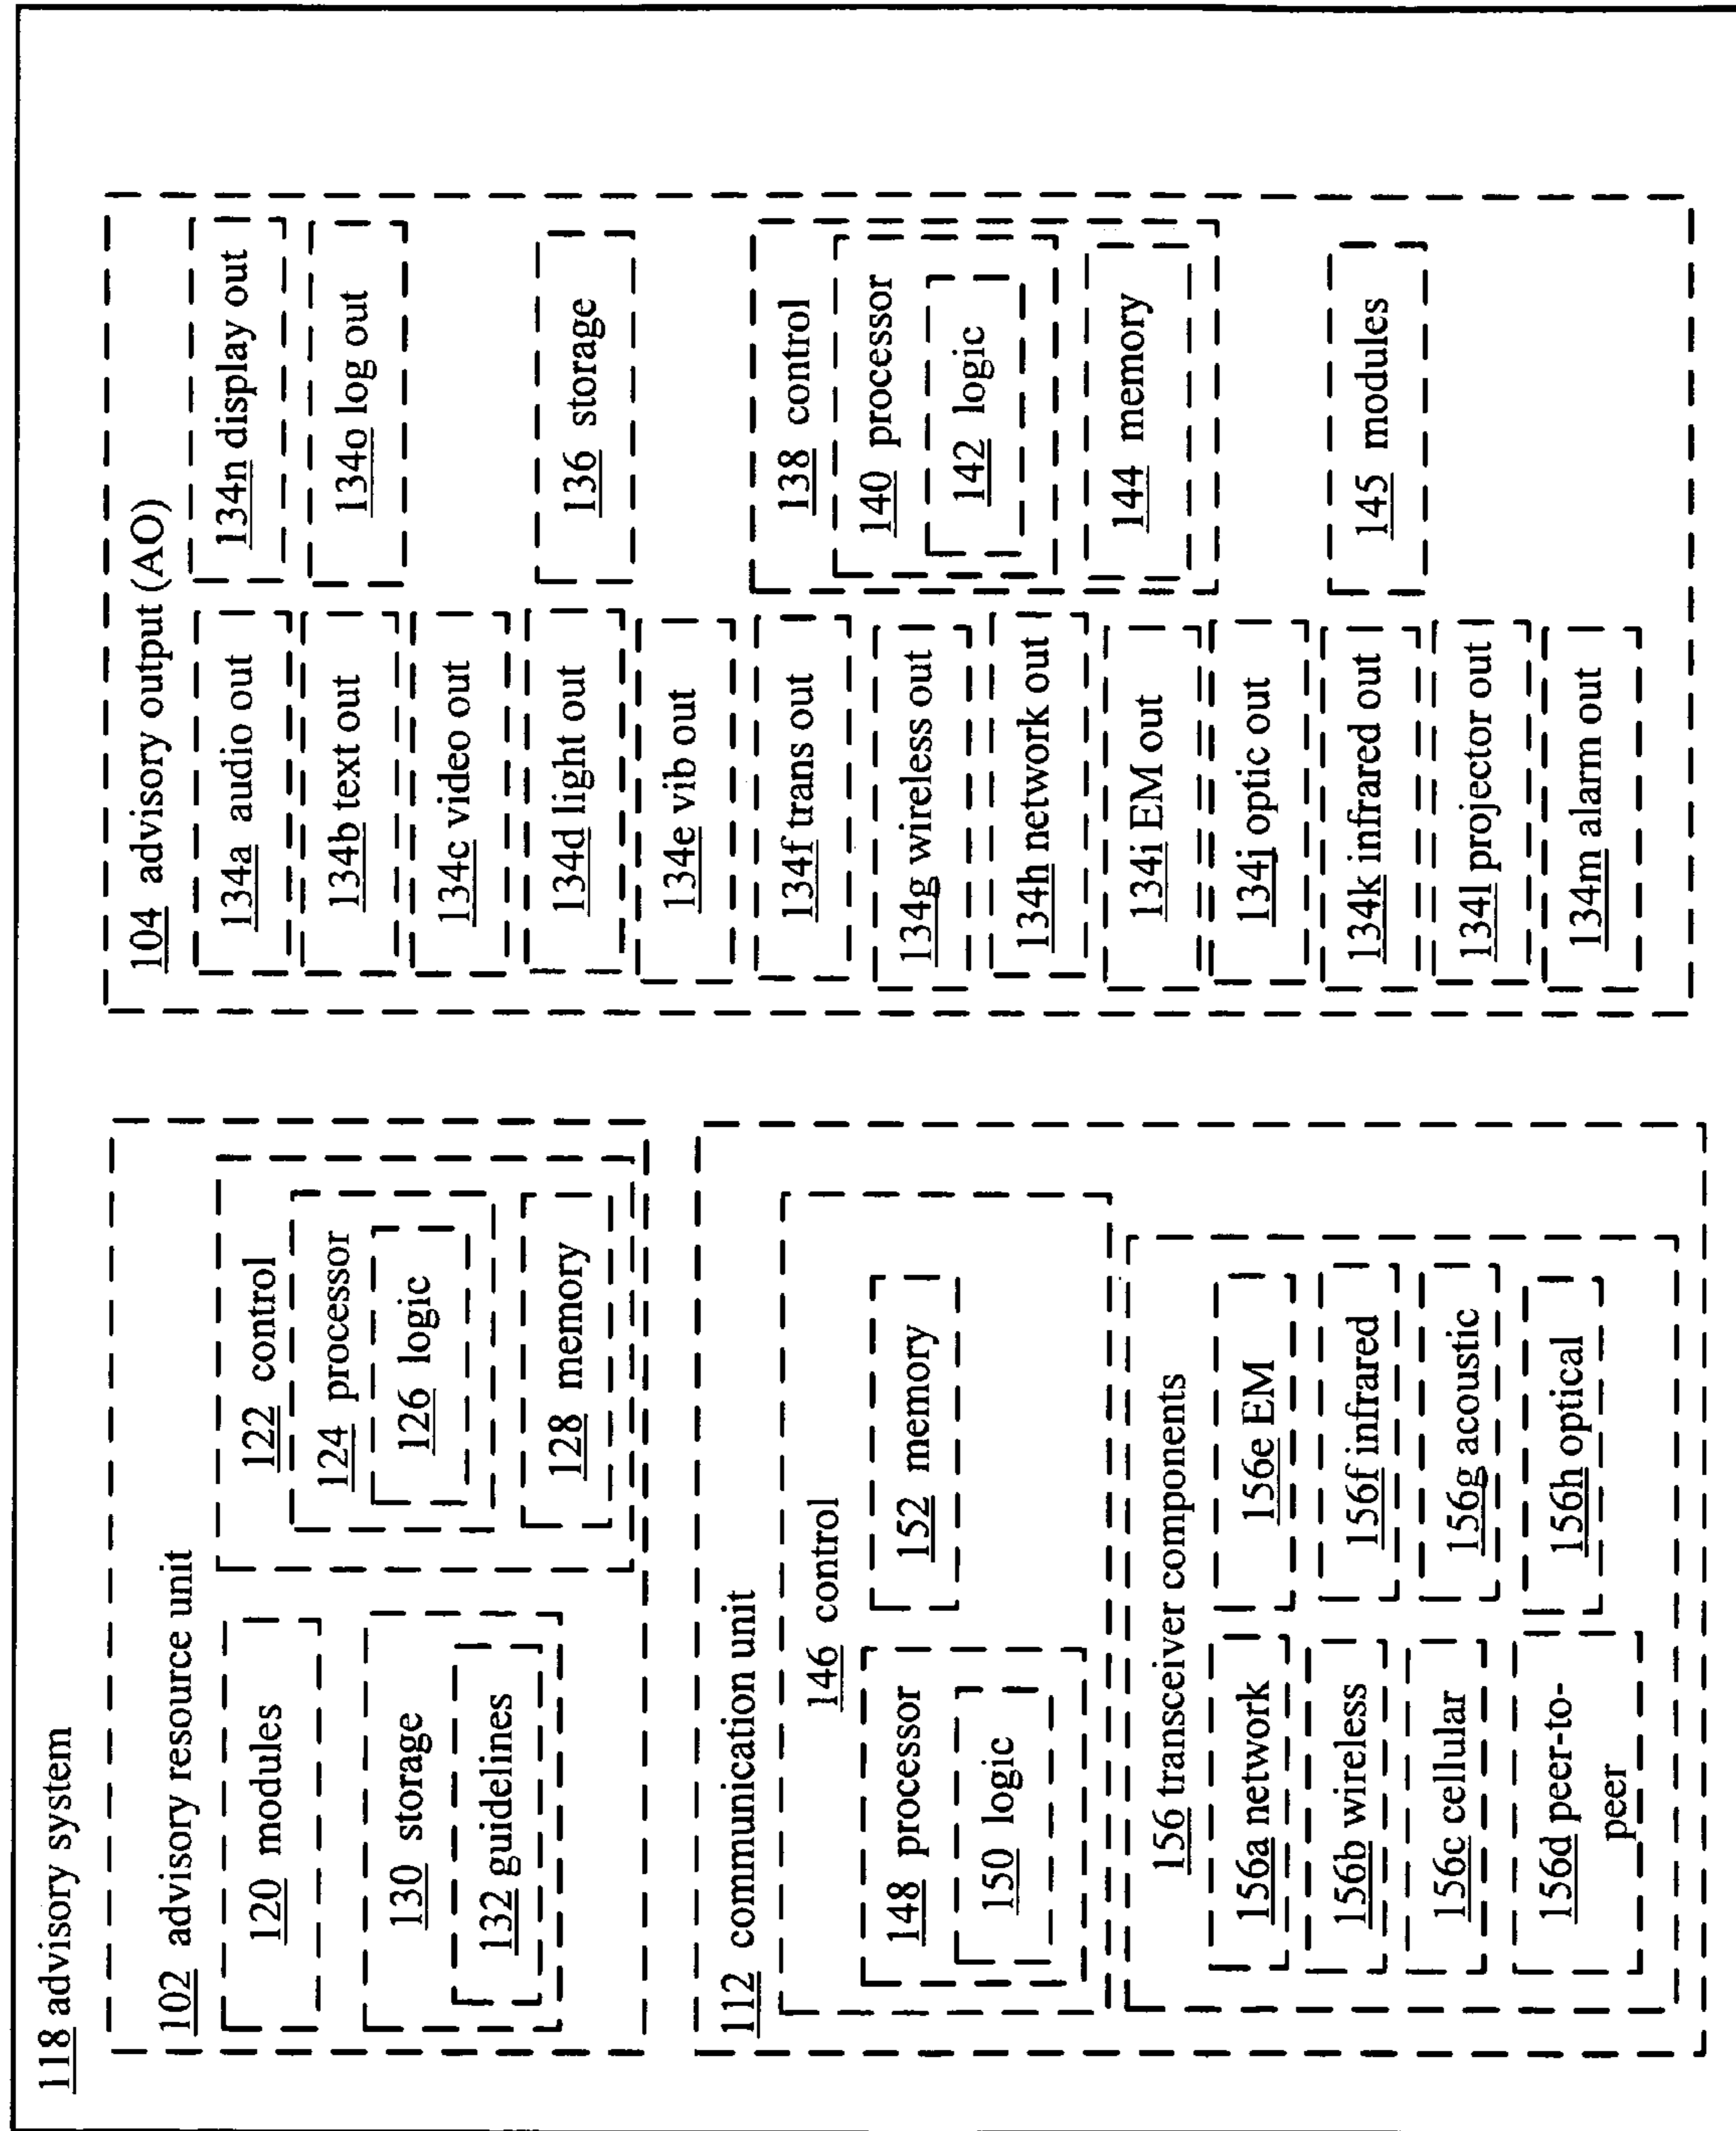 118 advisory system
102 advisory resource unit
120 modules
130 storage
132 guidelines
122 control
124 processor
126 logic
128 memory
112 communication unit
146 control
148 processor
150 logic
152 memory
156 transceiver components
156a network
156b wireless
156c cellular
156d peer-to-
peer
156e EM
156f infrared
156g acoustic
156h optical
104 advisory output (AO)
134a audio out
134b text out
134c video out
134d light out
134e vib out
134f trans out
134g wireless out
134h network out
134i EM out
134j optic out
134k infrared out
134l projector out
134m alarm out
134n display out
134o log out
136 storage
138 control
140 processor
142 logic
144 memory
145 modules